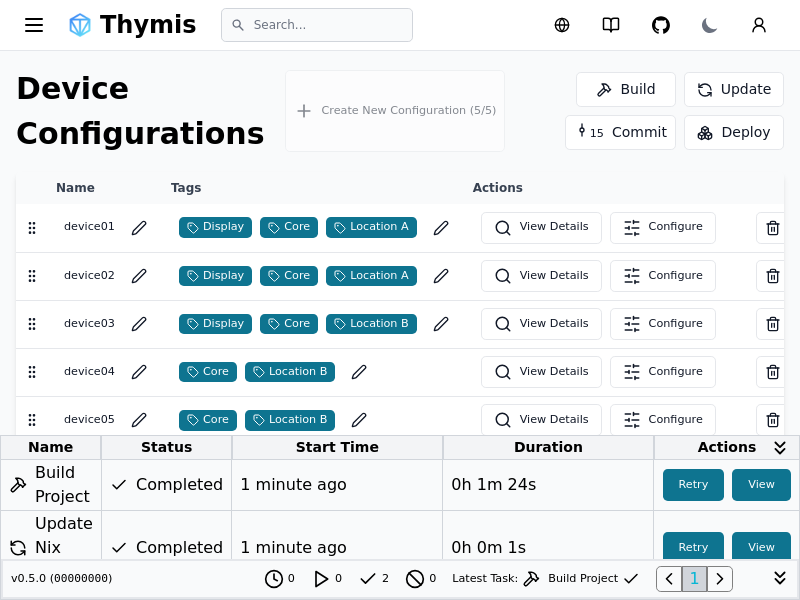 Thymis
Search...
Device
Configurations
Create New Configuration (5/5)
Build
Update
15 Commit
Deploy
Name Tags Actions
device01 Display Core Location A View Details Configure
device02 Display Core Location A View Details Configure
device03 Display Core Location B View Details Configure
device04 Core Location B View Details Configure
device05 Core Location B View Details Configure
Name Status Start Time Duration Actions
Build
Project
Completed 1 minute ago 0h 1m 24s Retry View
Update
Nix
Completed 1 minute ago 0h 0m 1s Retry View
v0.5.0 (00000000) 0 0 2 0 Latest Task: Build Project 1